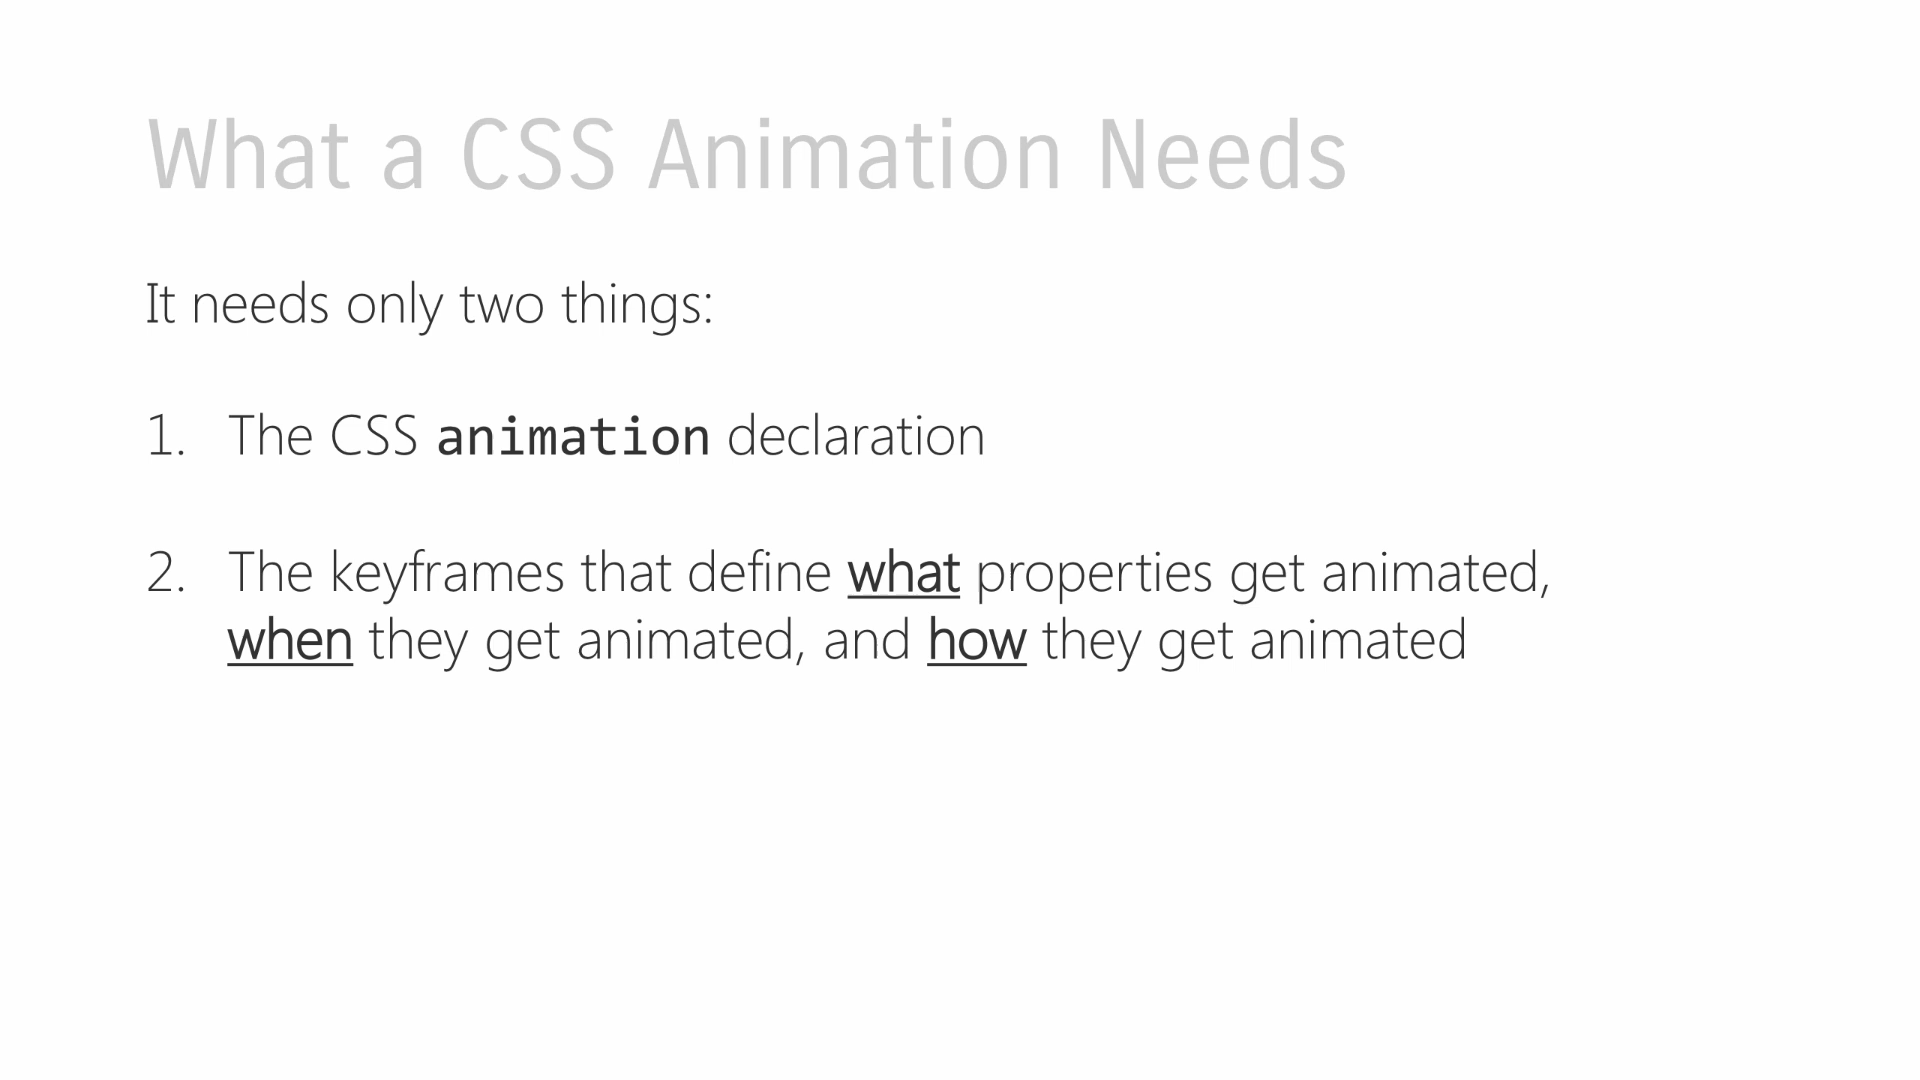 What a CSS Animation Needs
It needs only two things:
1. The CSS animation declaration
2. The keyframes that define what properties get animated,
when they get animated, and how they get animated